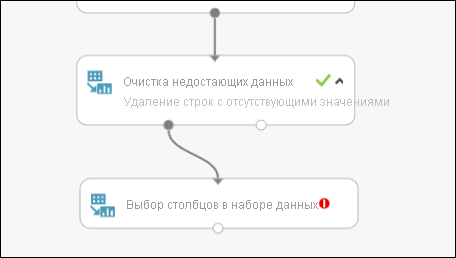 Очистка недостающих данных
Удаление строк с отсутствующими значениями
Выбор столбцов в наборе данных